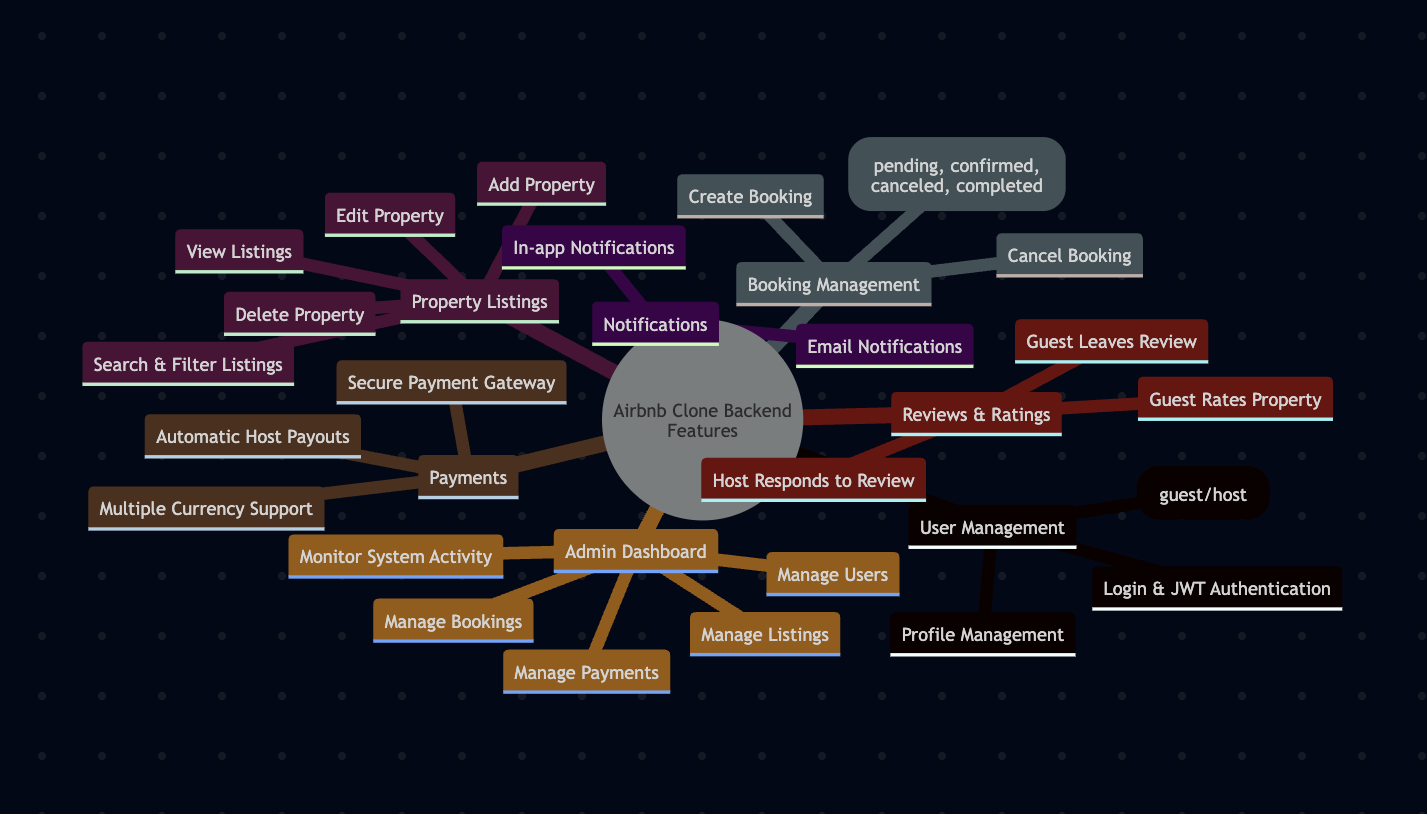 pending, confirmed,
canceled, completed
Add Property
Create Booking
Edit Property
In-app Notifications
View Listings
Cancel Booking
Booking Management
Property Listings
Delete Property
Notifications
Email Notifications
Guest Leaves Review
Search & Filter Listings
Secure Payment Gateway
Guest Rates Property
Airbnb Clone Backend
Features
Reviews & Ratings
Automatic Host Payouts
Payments
Host Responds to Review
guest/host
Multiple Currency Support
User Management
Monitor System Activity
Admin Dashboard
Manage Users
Login & JWT Authentication
Manage Bookings
Manage Listings
Profile Management
Manage Payments